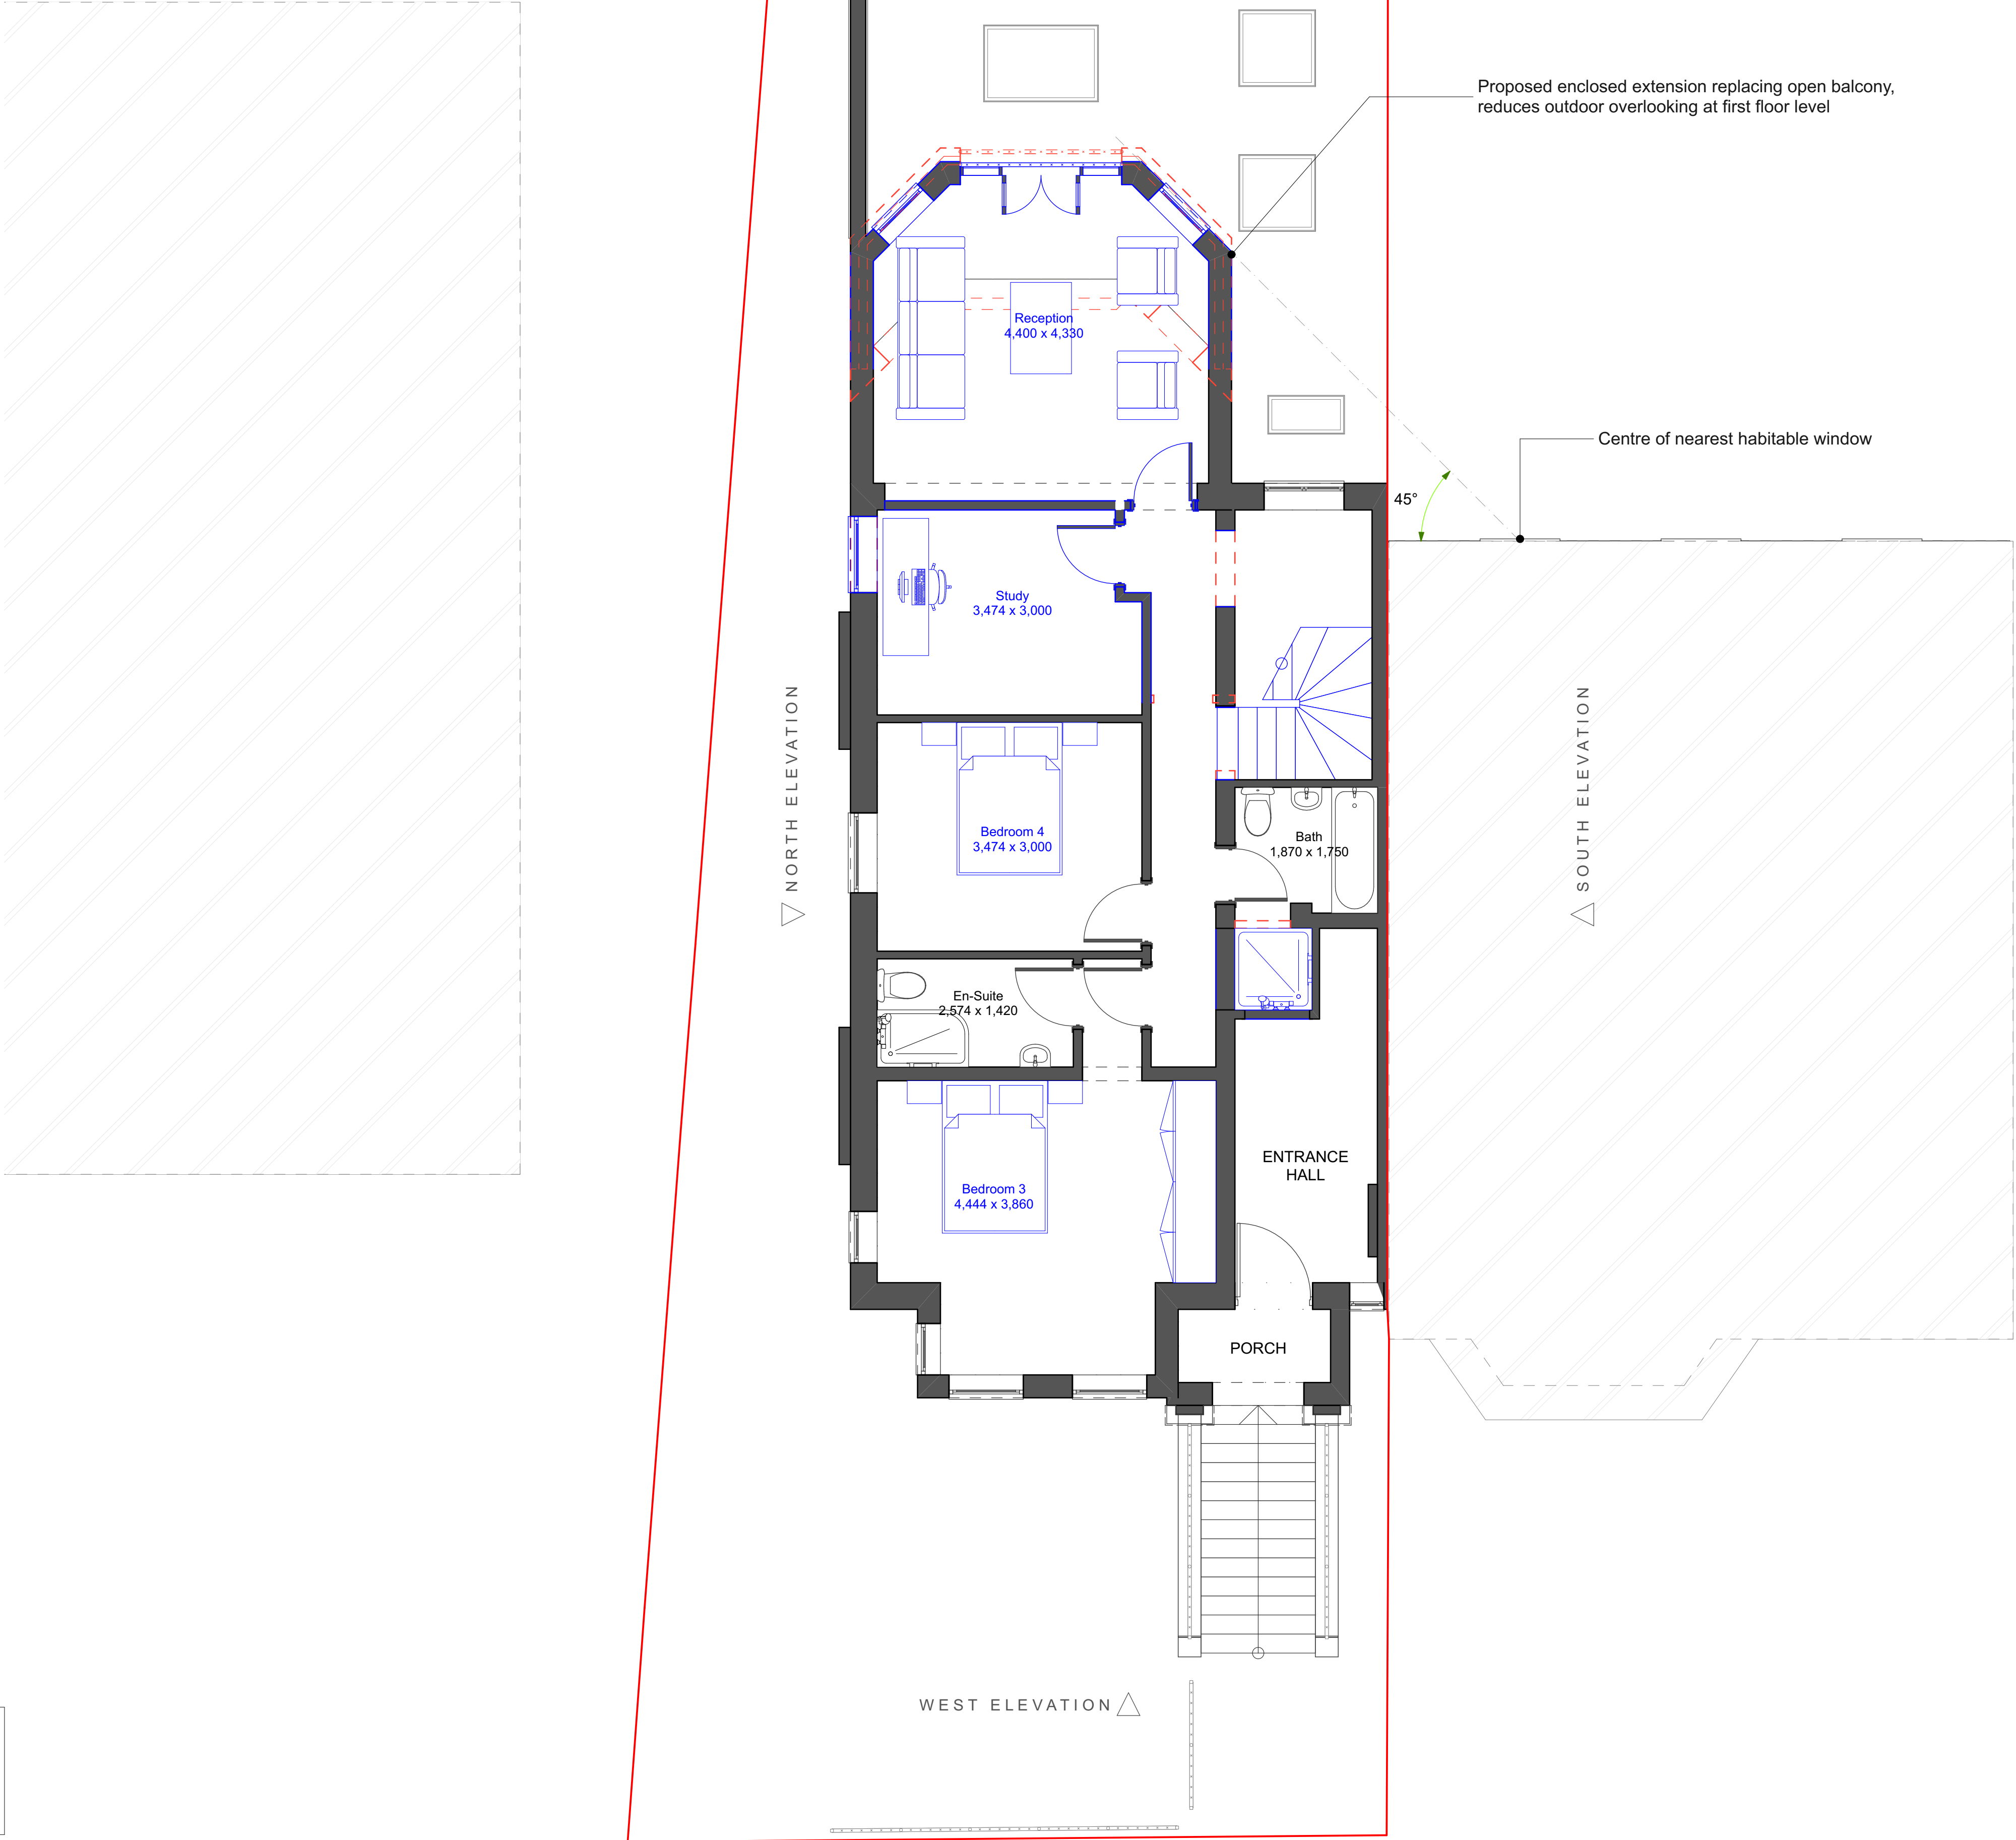 Proposed enclosed extension replacing open balcony,
reduces outdoor overlooking at first floor level
Reception
4,400 x 4,330
Centre of nearest habitable window
45°
Study
3,474 x 3,000
NORTH ELEVATION
SOUTH ELEVATION
Bedroom 4
3,474 x 3,000
Bath
1,870 x 1,750
En-Suite
2,574 x 1,420
ENTRANCE
HALL
Bedroom 3
4,444 x 3,860
PORCH
WEST ELEVATION